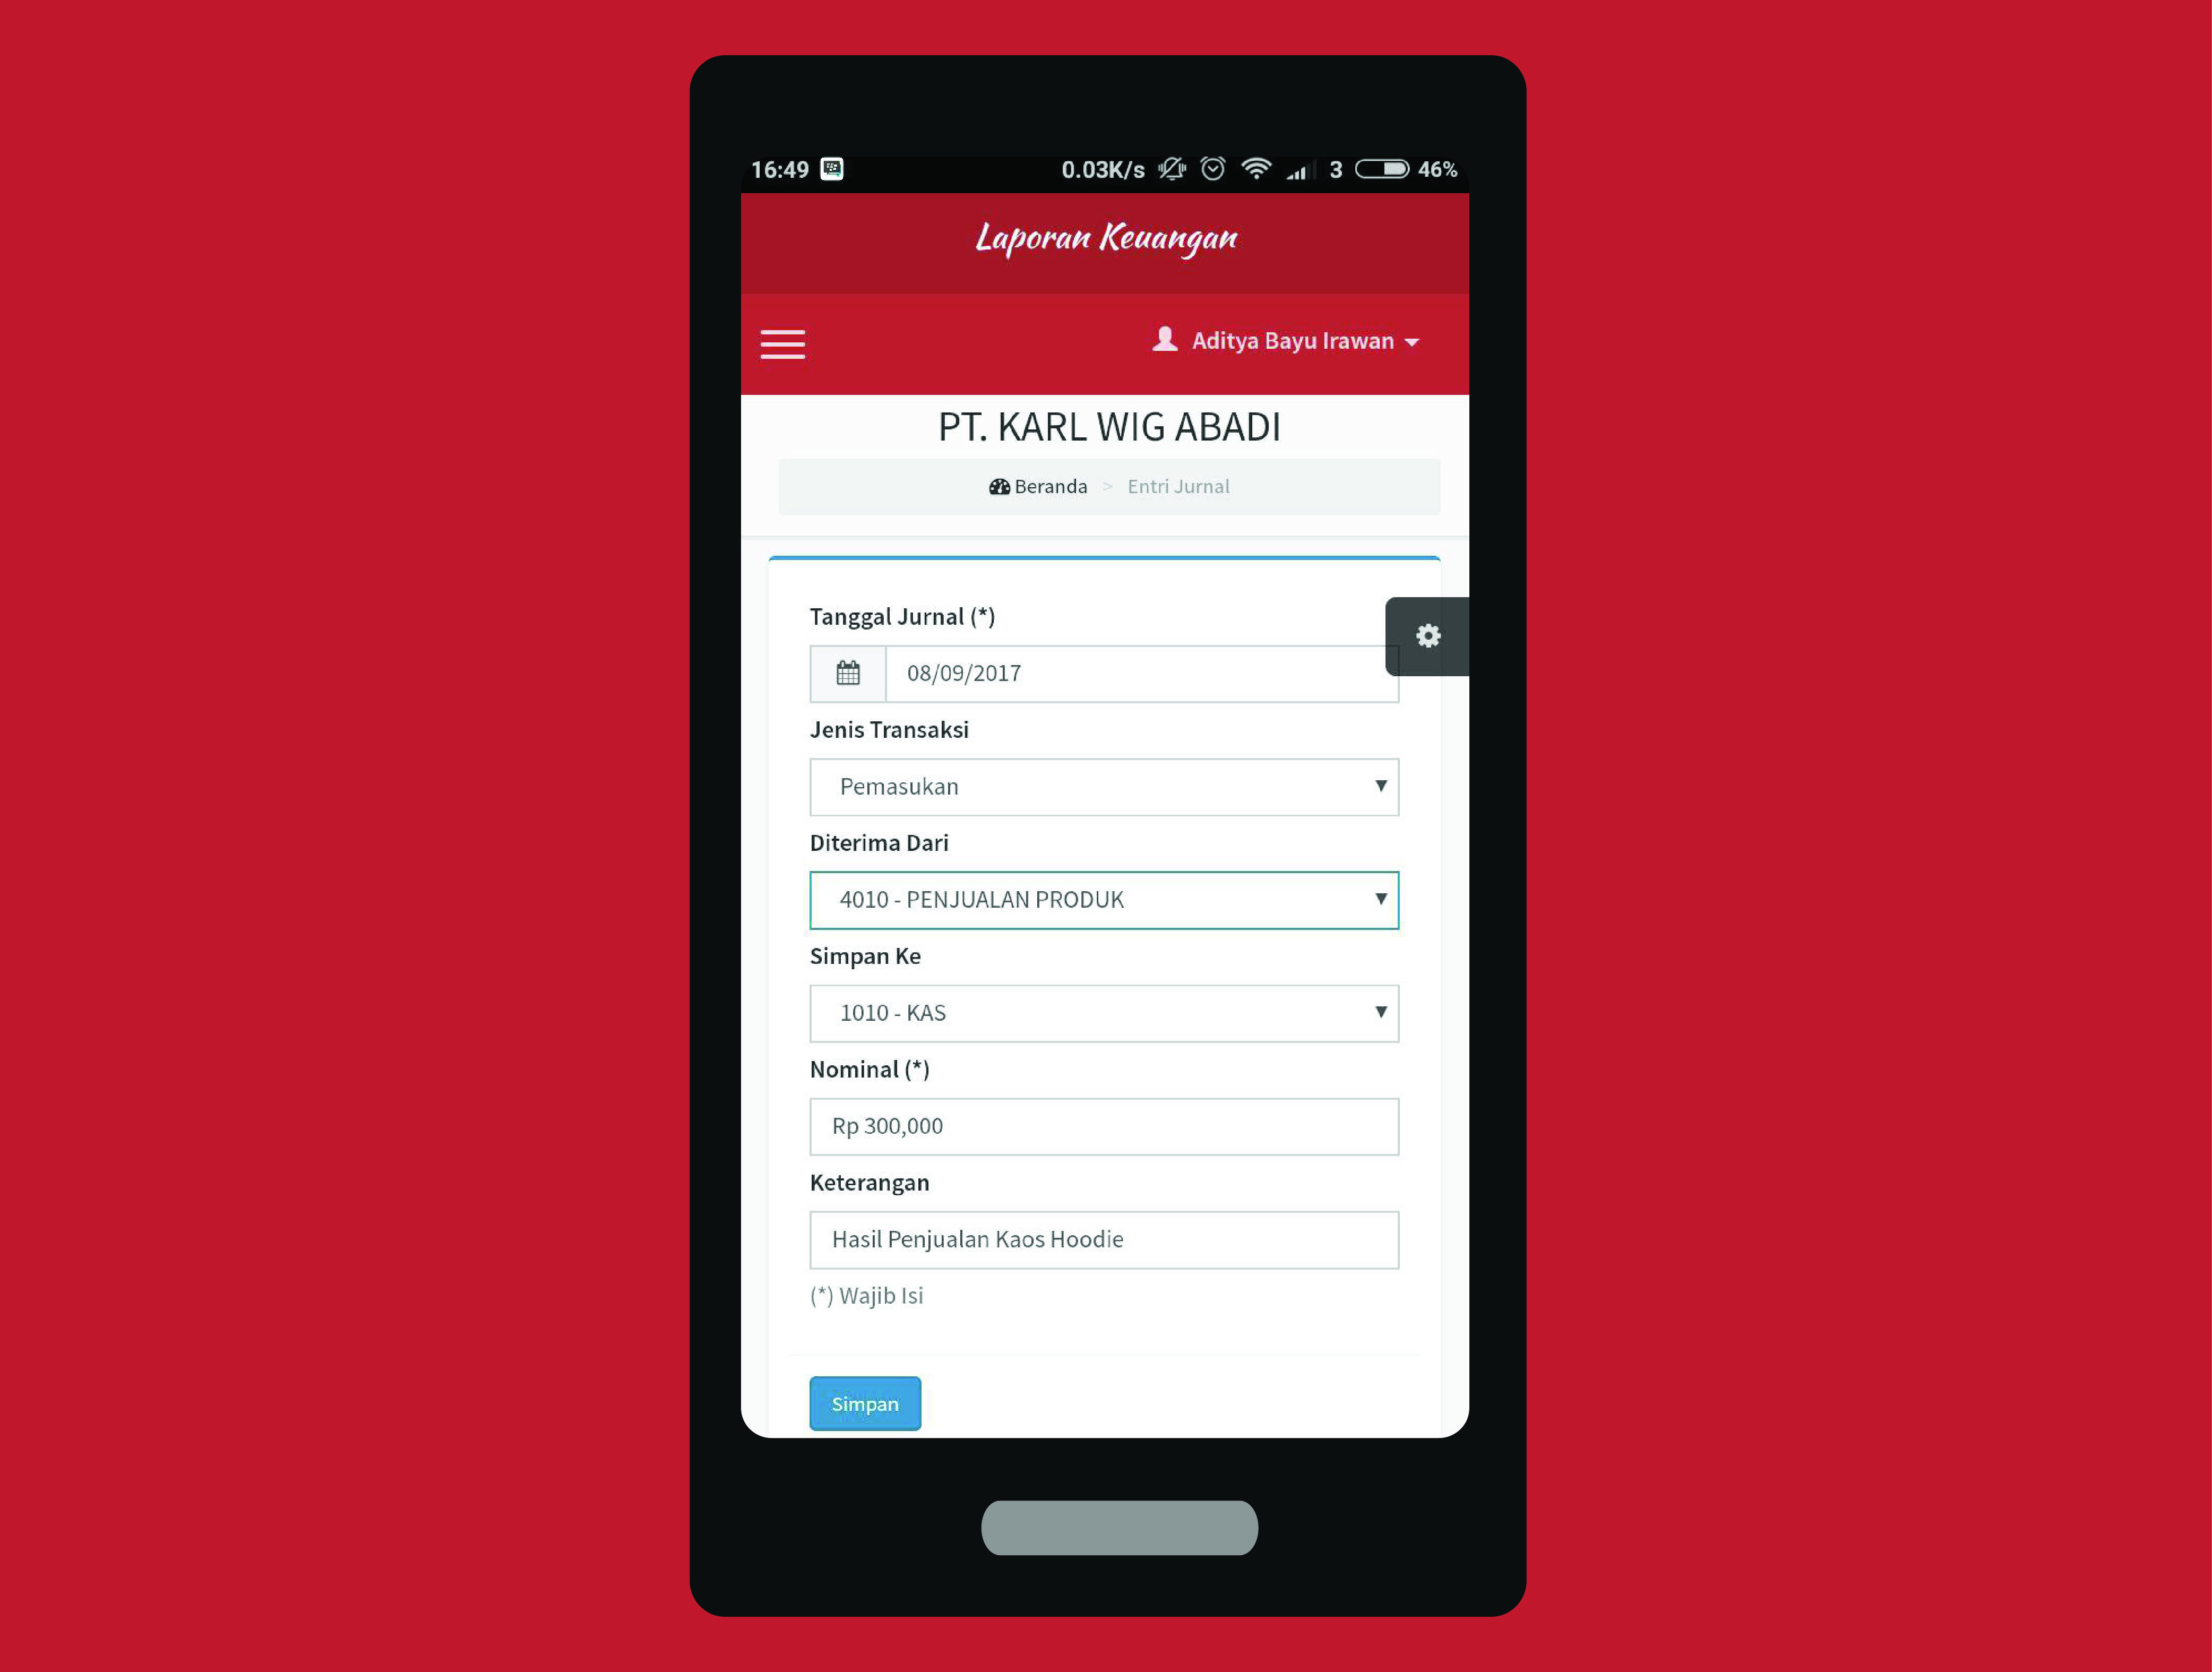 16:49 0.03K/s 3 46%
Laporan Keuangan
Aditya Bayu Irawan
PT. KARL WIG ABADI
Beranda > Entri Jurnal
Tanggal Jurnal (*)
08/09/2017
Jenis Transaksi
Pemasukan
Diterima Dari
4010 - PENJUALAN PRODUK
Simpan Ke
1010 - KAS
Nominal (*)
Rp 300,000
Keterangan
Hasil Penjualan Kaos Hoodie
(*) Wajib Isi
Simpan